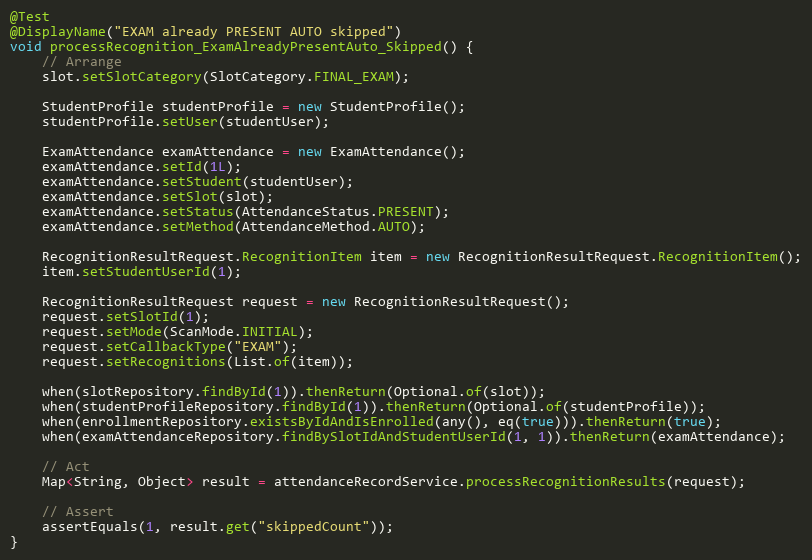 @Test
@DisplayName("EXAM already PRESENT AUTO skipped")
void processRecognition_ExamAlreadyPresentAuto_Skipped() {
    // Arrange
    slot.setSlotCategory(SlotCategory.FINAL_EXAM);

    StudentProfile studentProfile = new StudentProfile();
    studentProfile.setUser(studentUser);

    ExamAttendance examAttendance = new ExamAttendance();
    examAttendance.setId(1L);
    examAttendance.setStudent(studentUser);
    examAttendance.setSlot(slot);
    examAttendance.setStatus(AttendanceStatus.PRESENT);
    examAttendance.setMethod(AttendanceMethod.AUTO);

    RecognitionResultRequest.RecognitionItem item = new RecognitionResultRequest.RecognitionItem();
    item.setStudentUserId(1);

    RecognitionResultRequest request = new RecognitionResultRequest();
    request.setSlotId(1);
    request.setMode(ScanMode.INITIAL);
    request.setCallbackType("EXAM");
    request.setRecognitions(List.of(item));

    when(slotRepository.findById(1)).thenReturn(Optional.of(slot));
    when(studentProfileRepository.findById(1)).thenReturn(Optional.of(studentProfile));
    when(enrollmentRepository.existsByIdAndIsEnrolled(any(), eq(true))).thenReturn(true);
    when(examAttendanceRepository.findBySlotIdAndStudentUserId(1, 1)).thenReturn(examAttendance);

    // Act
    Map<String, Object> result = attendanceRecordService.processRecognitionResults(request);

    // Assert
    assertEquals(1, result.get("skippedCount"));
}